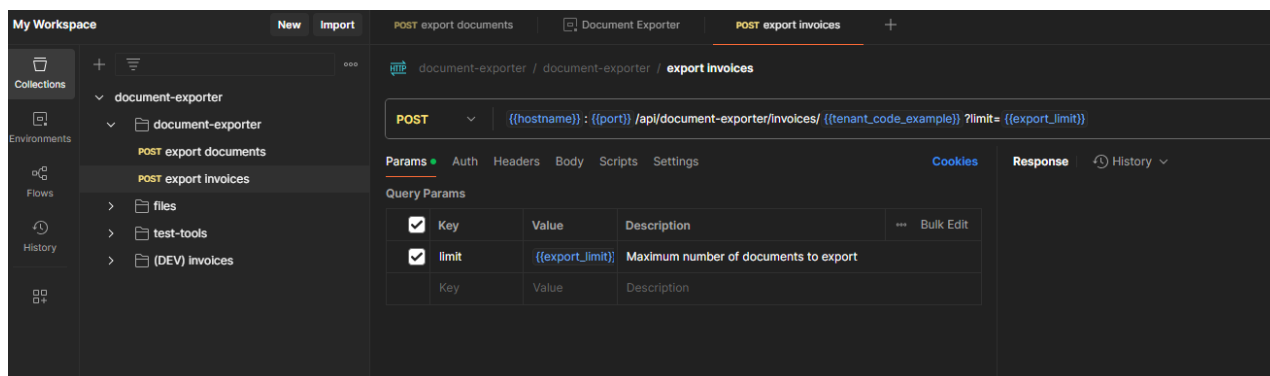 My Workspace New Import POST export documents Document Exporter POST export invoices
Collections
Environments
Flows
History
document-exporter
document-exporter
POST export documents
POST export invoices
files
test-tools
(DEV) invoices
HTTP document-exporter / document-exporter / export invoices
POST {{hostname}} : {{port}} /api/document-exporter/invoices/ {{tenant_code_example}} ?limit= {{export_limit}}
Params Auth Headers Body Scripts Settings Cookies
Query Params
Key Value Description Bulk Edit
limit {{export_limit}} Maximum number of documents to export
Key Value Description
Response History